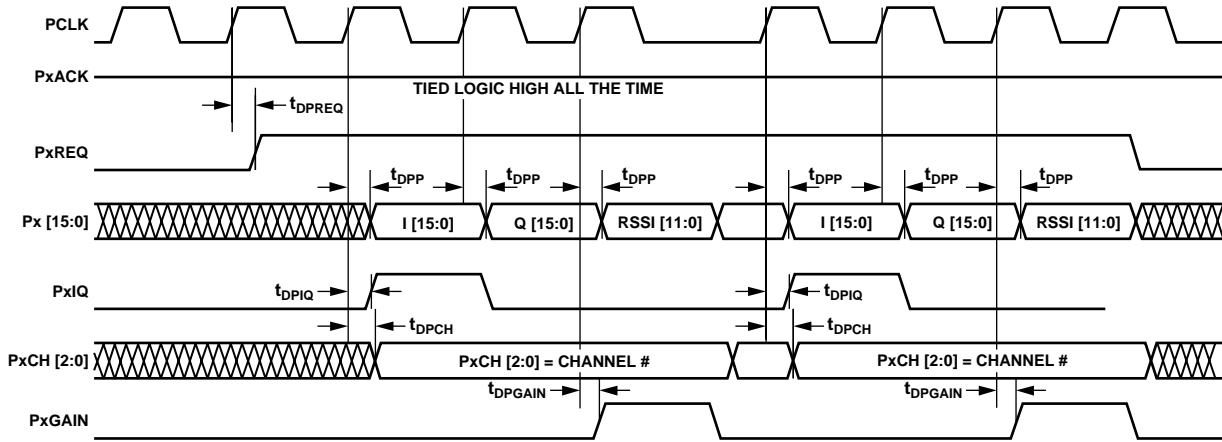 PCLK
PxACK
TIED LOGIC HIGH ALL THE TIME
tDPREQ
PxREQ
tDPP tDPP tDPP tDPP tDPP tDPP
Px [15:0] I [15:0] Q [15:0] RSSI [11:0] I [15:0] Q [15:0] RSSI [11:0]
PxIQ tDPIQ tDPIQ
tDPCH tDPCH
PxCH [2:0] PxCH [2:0] = CHANNEL # PxCH [2:0] = CHANNEL #
tDPGAIN tDPGAIN
PxGAIN